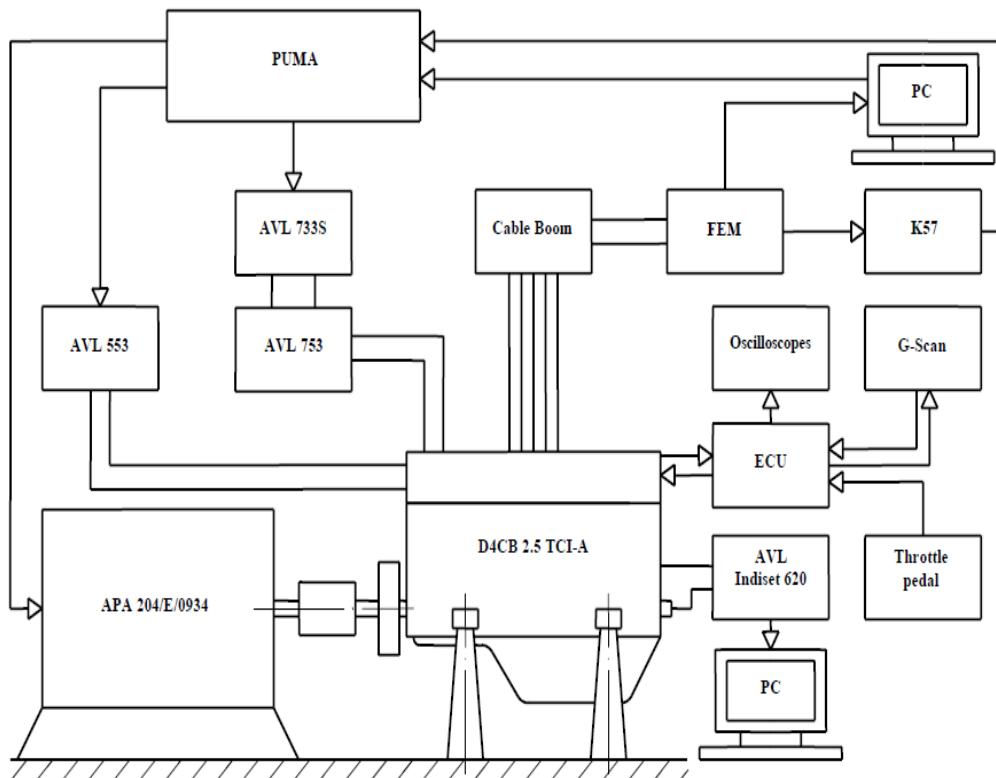 PUMA
PC
AVL 733S
Cable Boom
FEM
K57
AVL 553
AVL 753
Oscilloscopes
G-Scan
ECU
D4CB 2.5 TCI-A
AVL
Indiset 620
Throttle
pedal
APA 204/E/0934
PC